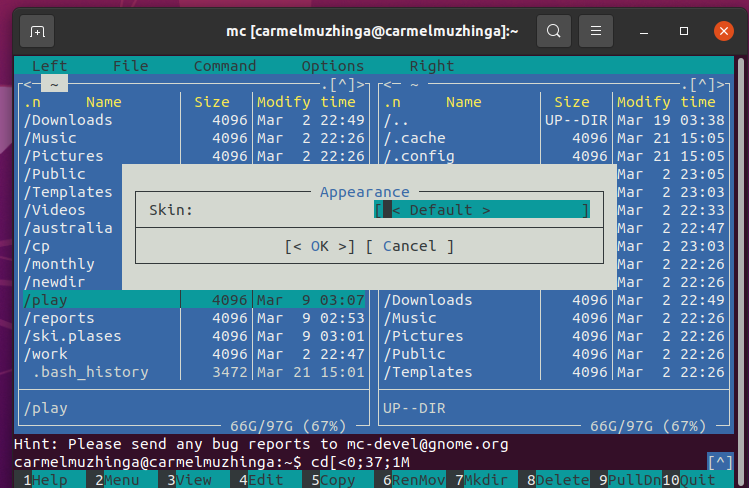 mc [carmelmuzhinga@carmelmuzhinga]:~
Left File Command Options Right
<─ ~ ─.[^]>
<─ ~ ─.[^]>
.n Name Size Modify time
.n Name Size Modify time
/Downloads 4096 Mar 2 22:49
/.. UP--DIR Mar 19 03:38
/Music 4096 Mar 2 22:26
/.cache 4096 Mar 21 15:05
/Pictures 4096 Mar 2 22:26
/.config 4096 Mar 21 15:05
/Public
Mar 2 23:05
/Templates
Mar 2 23:03
/Videos
Mar 2 22:33
/australia
Mar 2 22:47
/cp
Mar 2 23:03
/monthly
Mar 2 22:26
/newdir
Mar 2 22:26
Appearance
Skin: [ < Default > ]
[< OK >] [ Cancel ]
/play 4096 Mar 9 03:07
/Downloads 4096 Mar 2 22:49
/reports 4096 Mar 9 02:53
/Music 4096 Mar 2 22:26
/ski.plases 4096 Mar 9 03:01
/Pictures 4096 Mar 2 22:26
/work 4096 Mar 2 22:47
/Public 4096 Mar 2 22:26
.bash_history 3472 Mar 21 15:01
/Templates 4096 Mar 2 22:26
/play
UP--DIR
66G/97G (67%)
66G/97G (67%)
Hint: Please send any bug reports to mc-devel@gnome.org
carmelmuzhinga@carmelmuzhinga:~$ cd[<0;37;1M [^]
1Help 2Menu 3View 4Edit 5Copy 6RenMov 7Mkdir 8Delete 9PullDn 10Quit